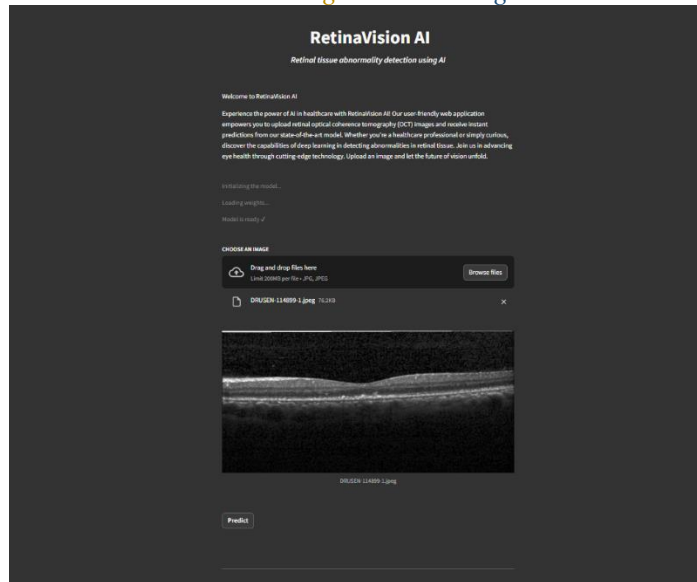 RetinaVision AI
Retinal tissue abnormality detection using AI
Welcome to RetinaVision AI
Experience the power of AI in healthcare with RetinaVision AI! Our user-friendly web application
empowers you to upload retinal optical coherence tomography (OCT) images and receive instant
predictions from our state-of-the-art model. Whether you're a healthcare professional or simply curious,
discover the capabilities of deep learning in detecting abnormalities in retinal tissue. Join us in advancing
eye health through cutting-edge technology. Upload an image and let the future of vision unfold.
Initializing the model...
Loading weights...
Model is ready ✓
CHOOSE AN IMAGE
Drag and drop files here
Limit 200MB per file • JPG, JPEG
Browse files
DRUSEN-114899-1.jpeg 76.2KB
DRUSEN-114899-1.jpeg
Predict